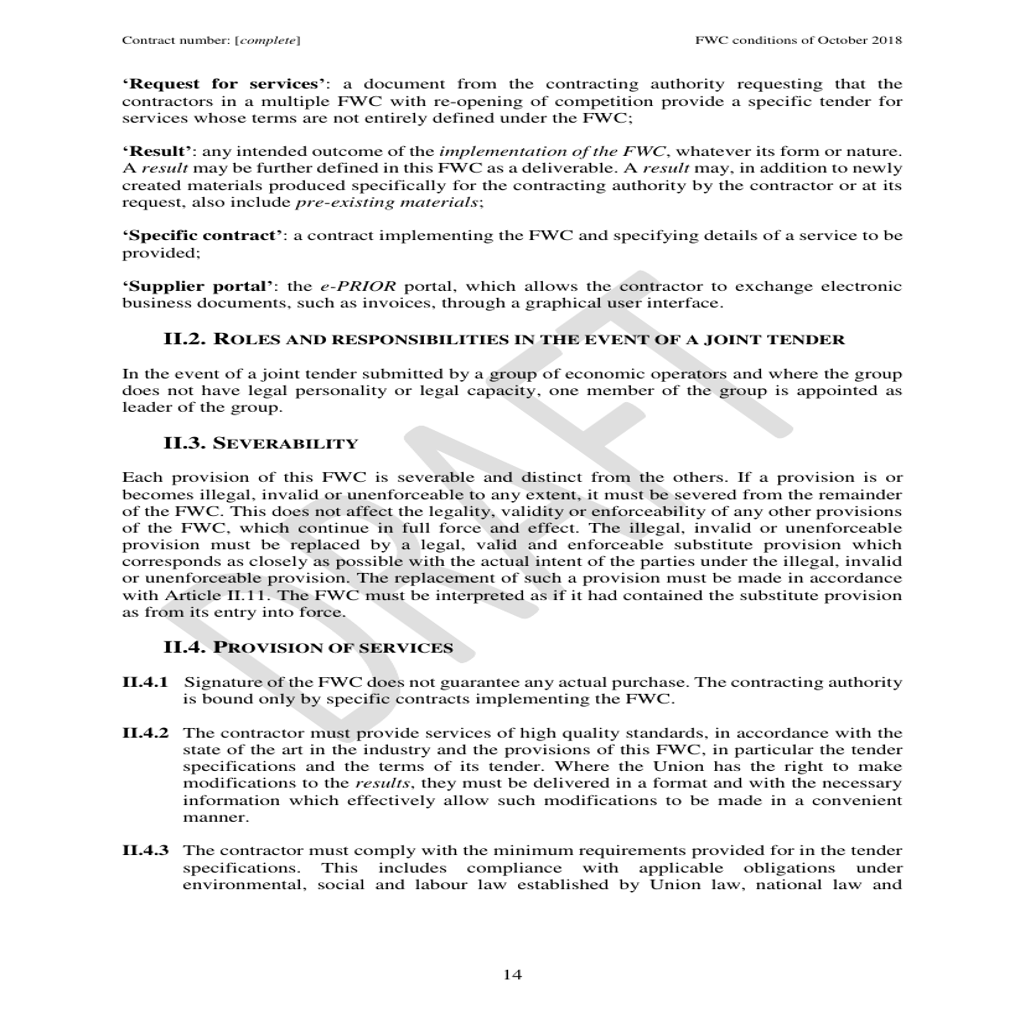 Contract number: [complete]
FWC conditions of October 2018
‘Request for services’: a document from the contracting authority requesting that the
contractors in a multiple FWC with re-opening of competition provide a specific tender for
services whose terms are not entirely defined under the FWC;
‘Result’: any intended outcome of the implementation of the FWC, whatever its form or nature.
A result may be further defined in this FWC as a deliverable. A result may, in addition to newly
created materials produced specifically for the contracting authority by the contractor or at its
request, also include pre-existing materials;
‘Specific contract’: a contract implementing the FWC and specifying details of a service to be
provided;
‘Supplier portal’: the e-PRIOR portal, which allows the contractor to exchange electronic
business documents, such as invoices, through a graphical user interface.
II.2. ROLES AND RESPONSIBILITIES IN THE EVENT OF A JOINT TENDER
In the event of a joint tender submitted by a group of economic operators and where the group
does not have legal personality or legal capacity, one member of the group is appointed as
leader of the group.
II.3. SEVERABILITY
Each provision of this FWC is severable and distinct from the others. If a provision is or
becomes illegal, invalid or unenforceable to any extent, it must be severed from the remainder
of the FWC. This does not affect the legality, validity or enforceability of any other provisions
of the FWC, which continue in full force and effect. The illegal, invalid or unenforceable
provision must be replaced by a legal, valid and enforceable substitute provision which
corresponds as closely as possible with the actual intent of the parties under the illegal, invalid
or unenforceable provision. The replacement of such a provision must be made in accordance
with Article II.11. The FWC must be interpreted as if it had contained the substitute provision
as from its entry into force.
II.4. PROVISION OF SERVICES
II.4.1 Signature of the FWC does not guarantee any actual purchase. The contracting authority
is bound only by specific contracts implementing the FWC.
II.4.2 The contractor must provide services of high quality standards, in accordance with the
state of the art in the industry and the provisions of this FWC, in particular the tender
specifications and the terms of its tender. Where the Union has the right to make
modifications to the results, they must be delivered in a format and with the necessary
information which effectively allow such modifications to be made in a convenient
manner.
II.4.3 The contractor must comply with the minimum requirements provided for in the tender
specifications. This includes compliance with applicable obligations under
environmental, social and labour law established by Union law, national law and
14
DRAFT